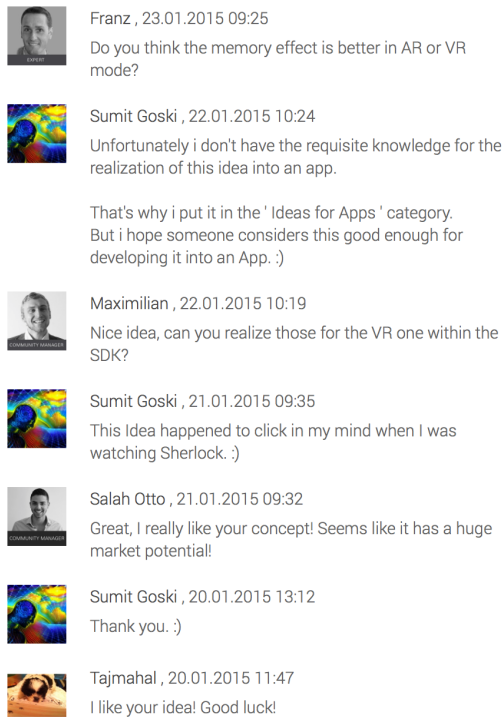 Franz , 23.01.2015 09:25
EXPERT
Do you think the memory effect is better in AR or VR
mode?
Sumit Goski , 22.01.2015 10:24
Unfortunately i don't have the requisite knowledge for the
realization of this idea into an app.
That's why i put it in the ' Ideas for Apps ' category.
But i hope someone considers this good enough for
developing it into an App. :)
Maximilian , 22.01.2015 10:19
COMMUNITY MANAGER
Nice idea, can you realize those for the VR one within the
SDK?
Sumit Goski , 21.01.2015 09:35
This Idea happened to click in my mind when I was
watching Sherlock. :)
Salah Otto , 21.01.2015 09:32
COMMUNITY MANAGER
Great, I really like your concept! Seems like it has a huge
market potential!
Sumit Goski , 20.01.2015 13:12
Thank you. :)
Tajmahal , 20.01.2015 11:47
I like your idea! Good luck!